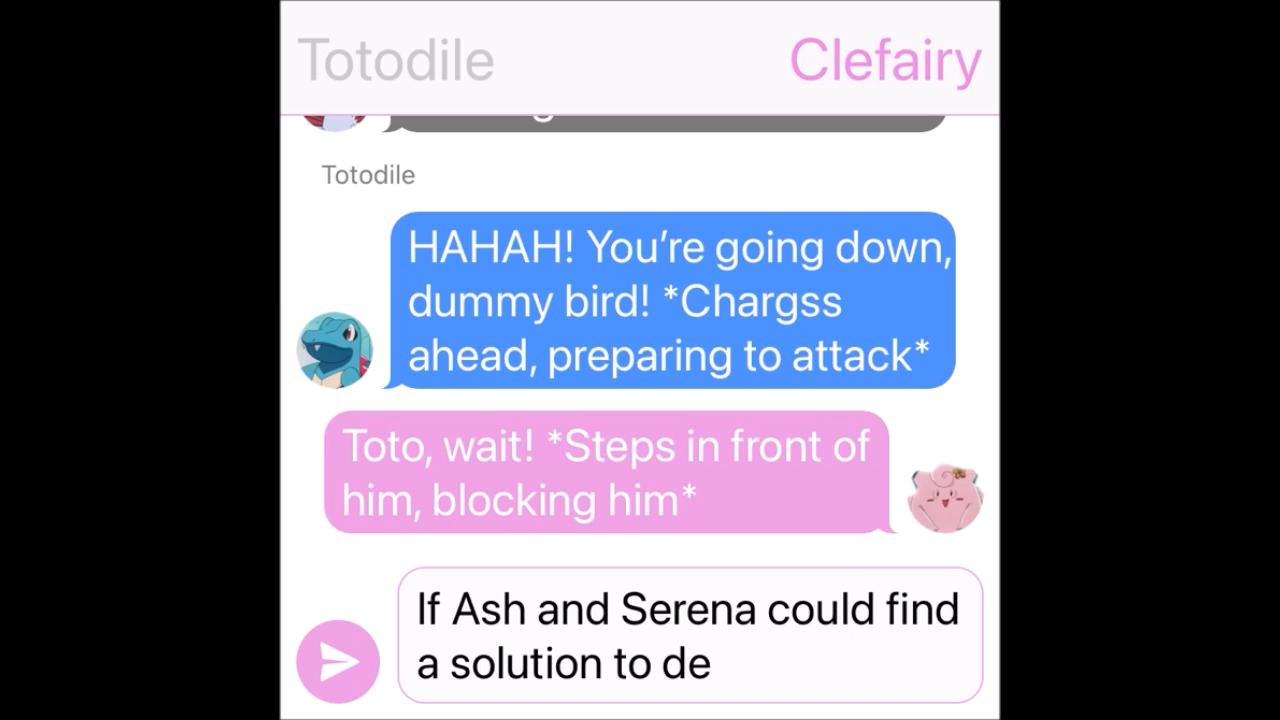 Totodile Clefairy
Totodile
HAHAH! You’re going down,
dummy bird! *Chargss
ahead, preparing to attack*
Toto, wait! *Steps in front of
him, blocking him*
If Ash and Serena could find
a solution to de